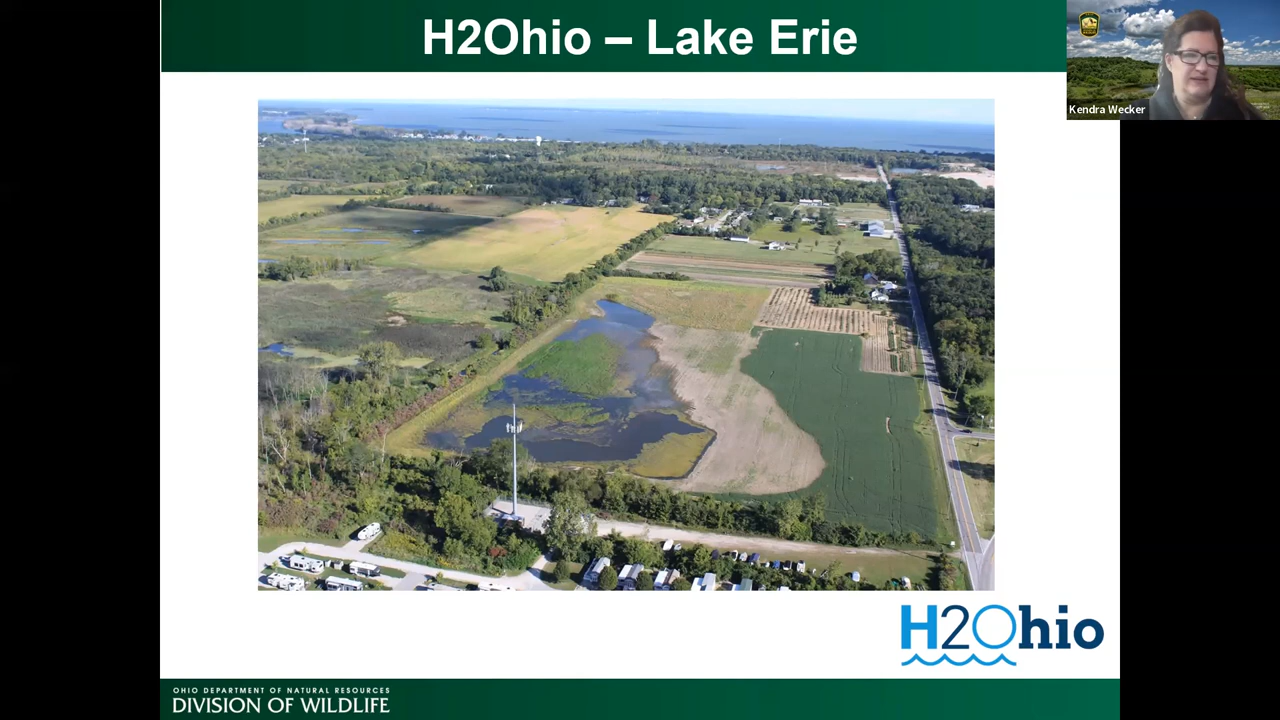 H2Ohio – Lake Erie
Kendra Wecker
H2Ohio
OHIO DEPARTMENT OF NATURAL RESOURCES
DIVISION OF WILDLIFE